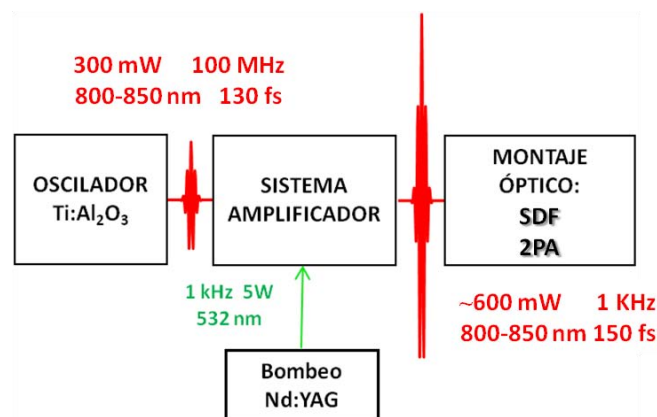 300 mW 100 MHz
800-850 nm 130 fs
OSCILADOR
Ti:Al₂O₃
SISTEMA
AMPLIFICADOR
MONTAJE
ÓPTICO:
SDF
2PA
1 kHz 5W
532 nm
~600 mW 1 KHz
800-850 nm 150 fs
Bombeo
Nd:YAG